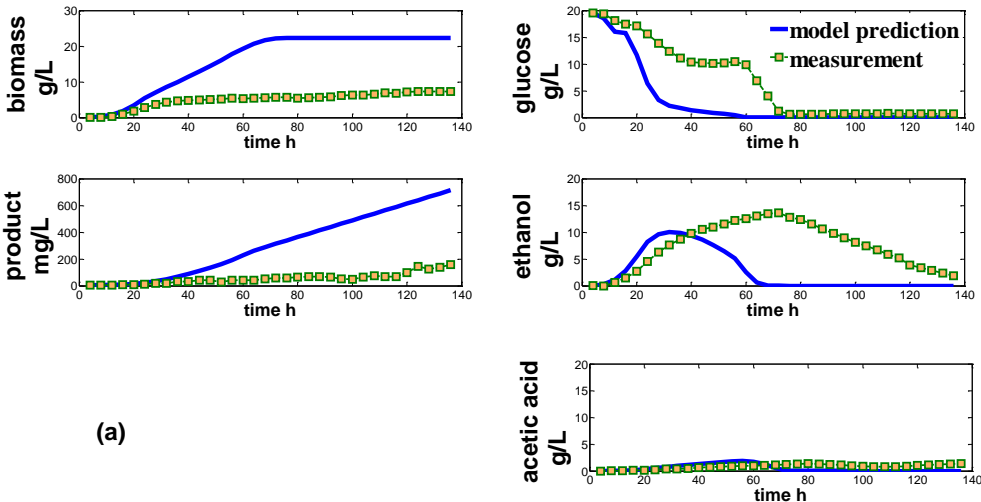 biomass
g/L
30
20
10
0
0 20 40 60 80 100 120 140
time h
glucose
g/L
20
15
10
5
0
0 20 40 60 80 100 120 140
time h
model prediction
measurement
product
mg/L
800
600
400
200
0
0 20 40 60 80 100 120 140
time h
ethanol
g/L
20
15
10
5
0
0 20 40 60 80 100 120 140
time h
(a)
acetic acid
g/L
20
15
10
5
0
0 20 40 60 80 100 120 140
time h